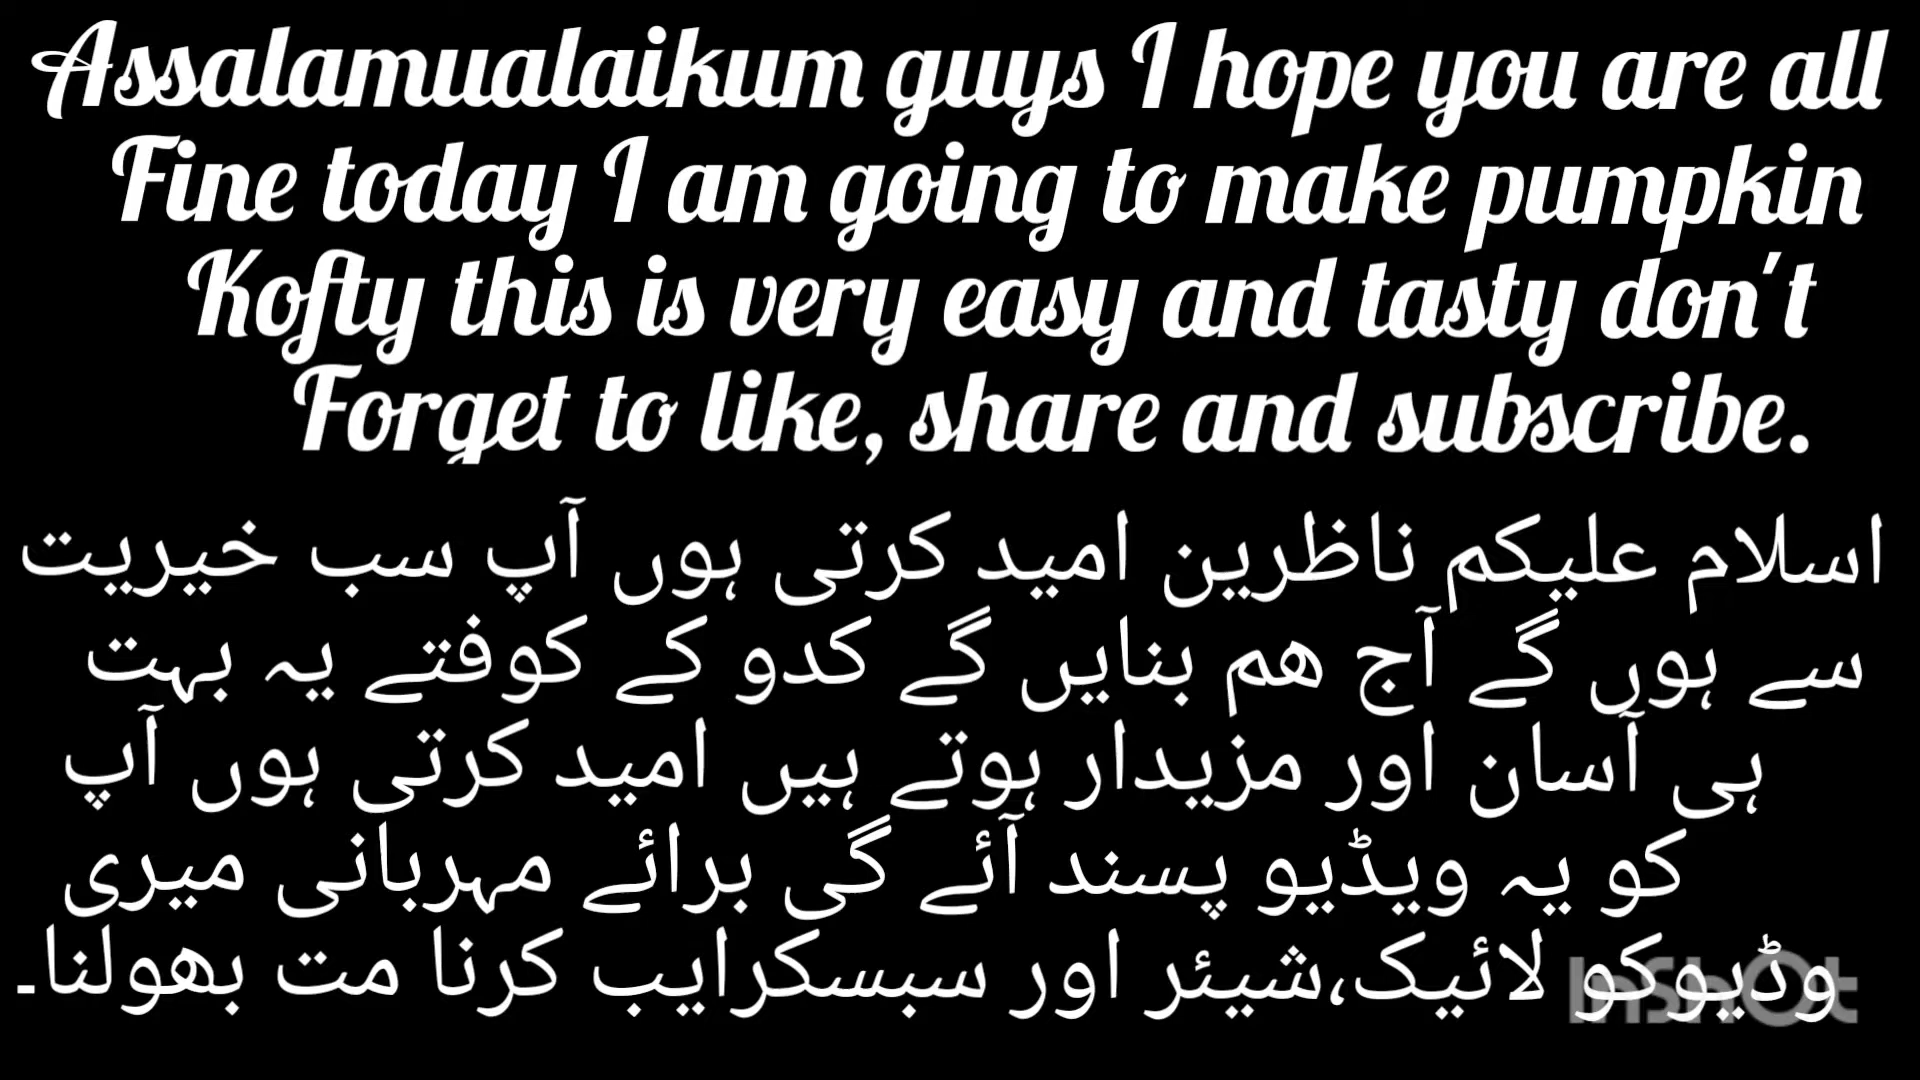 Assalamualaikum guys I hope you are all
Fine today I am going to make pumpkin
Kofty this is very easy and tasty don't
Forget to like, share and subscribe.
اسلام علیکم ناظرین امید کرتی ہوں آپ سب خیریت
سے ہوں گے آج ھم بنایں گے کدو کے کوفتے یہ بہت
ہی آسان اور مزیدار ہوتے ہیں امید کرتی ہوں آپ
کو یہ ویڈیو پسند آئے گی برائے مہربانی میری
وڈیوکو لائیک،شیئر اور سبسکرایب کرنا مت بھولنا۔
InShOt